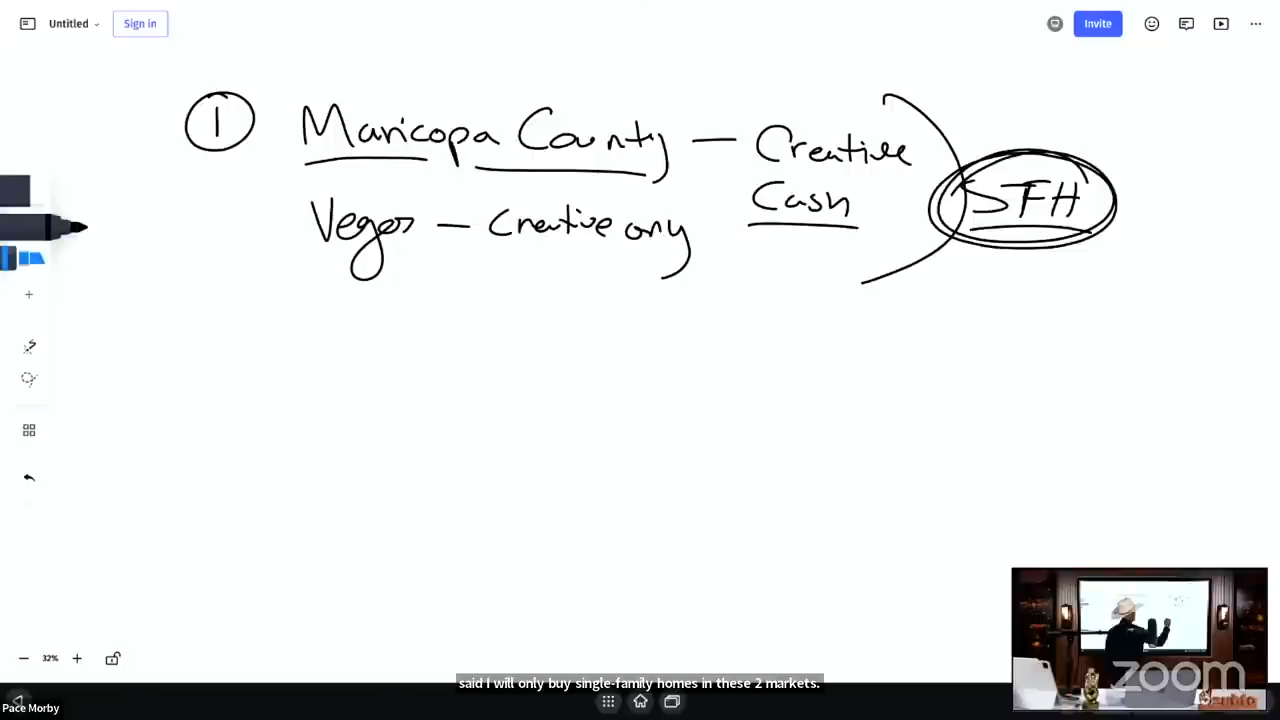 Untitled
Sign in
Invite
1 Maricopa County — Creative
Cash
Vegas — Creative only
SFH
32%
said I will only buy single-family homes in these 2 markets.
Pace Morby
zoom